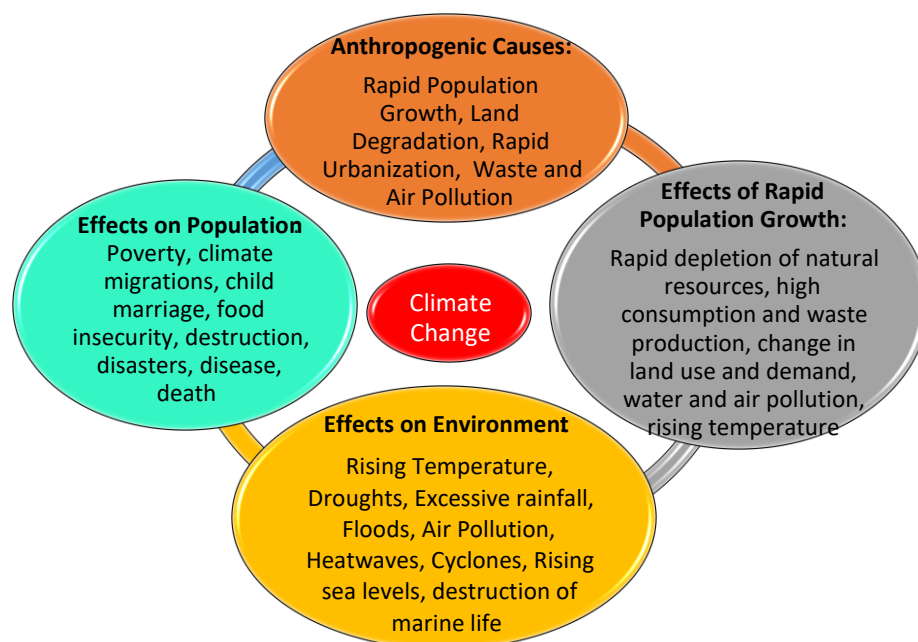 Anthropogenic Causes:
Rapid Population
Growth, Land
Degradation, Rapid
Urbanization, Waste and
Air Pollution
Effects of Rapid
Population Growth:
Rapid depletion of natural
resources, high
consumption and waste
production, change in
land use and demand,
water and air pollution,
rising temperature
Effects on Environment
Rising Temperature,
Droughts, Excessive rainfall,
Floods, Air Pollution,
Heatwaves, Cyclones, Rising
sea levels, destruction of
marine life
Effects on Population
Poverty, climate
migrations, child
marriage, food
insecurity, destruction,
disasters, disease,
death
Climate
Change